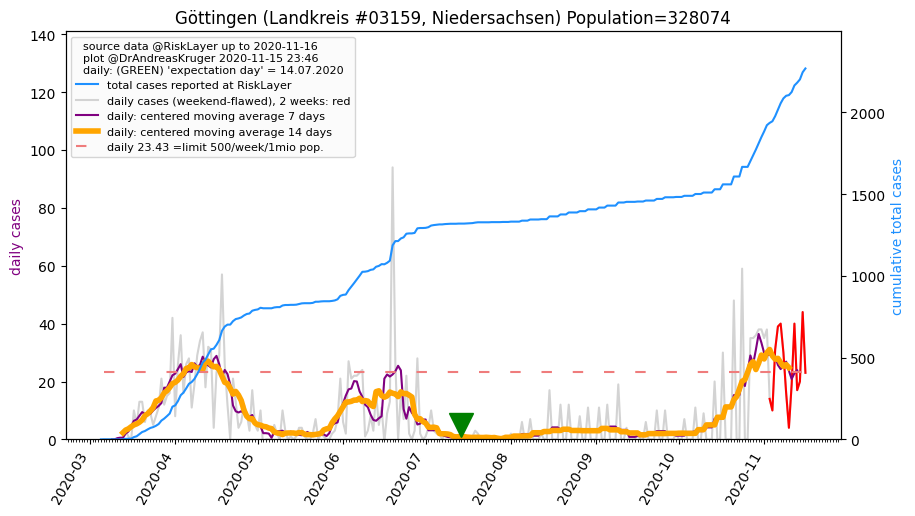 Göttingen (Landkreis #03159, Niedersachsen) Population=328074
source data @RiskLayer up to 2020-11-16
plot @DrAndreasKruger 2020-11-15 23:46
daily: (GREEN) 'expectation day' = 14.07.2020
total cases reported at RiskLayer
daily cases (weekend-flawed), 2 weeks: red
daily: centered moving average 7 days
daily: centered moving average 14 days
daily 23.43 =limit 500/week/1mio pop.
daily cases
140
120
100
80
60
40
20
0
cumulative total cases
2000
1500
1000
500
0
2020-03
2020-04
2020-05
2020-06
2020-07
2020-08
2020-09
2020-10
2020-11